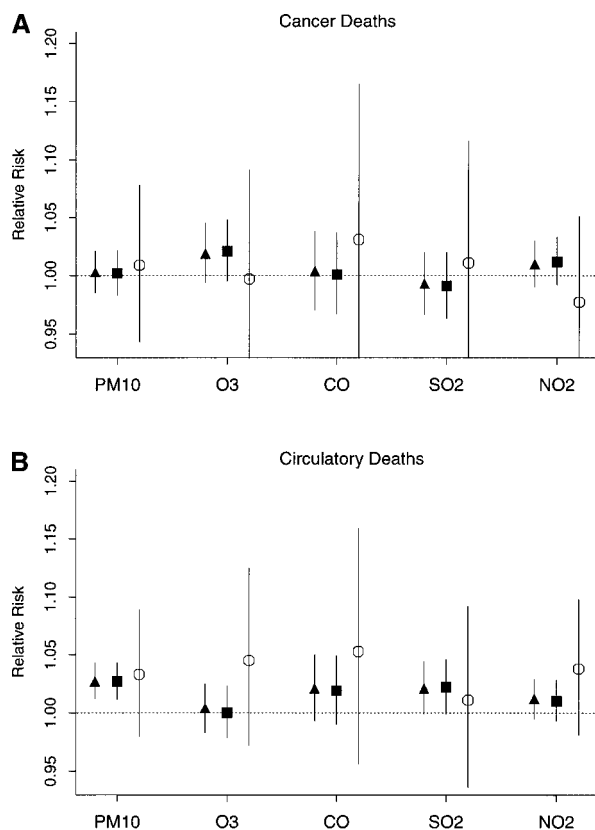 A
Cancer Deaths
Relative Risk
1.20
1.15
1.10
1.05
1.00
0.95
PM10 O3 CO SO2 NO2
B
Circulatory Deaths
Relative Risk
1.20
1.15
1.10
1.05
1.00
0.95
PM10 O3 CO SO2 NO2